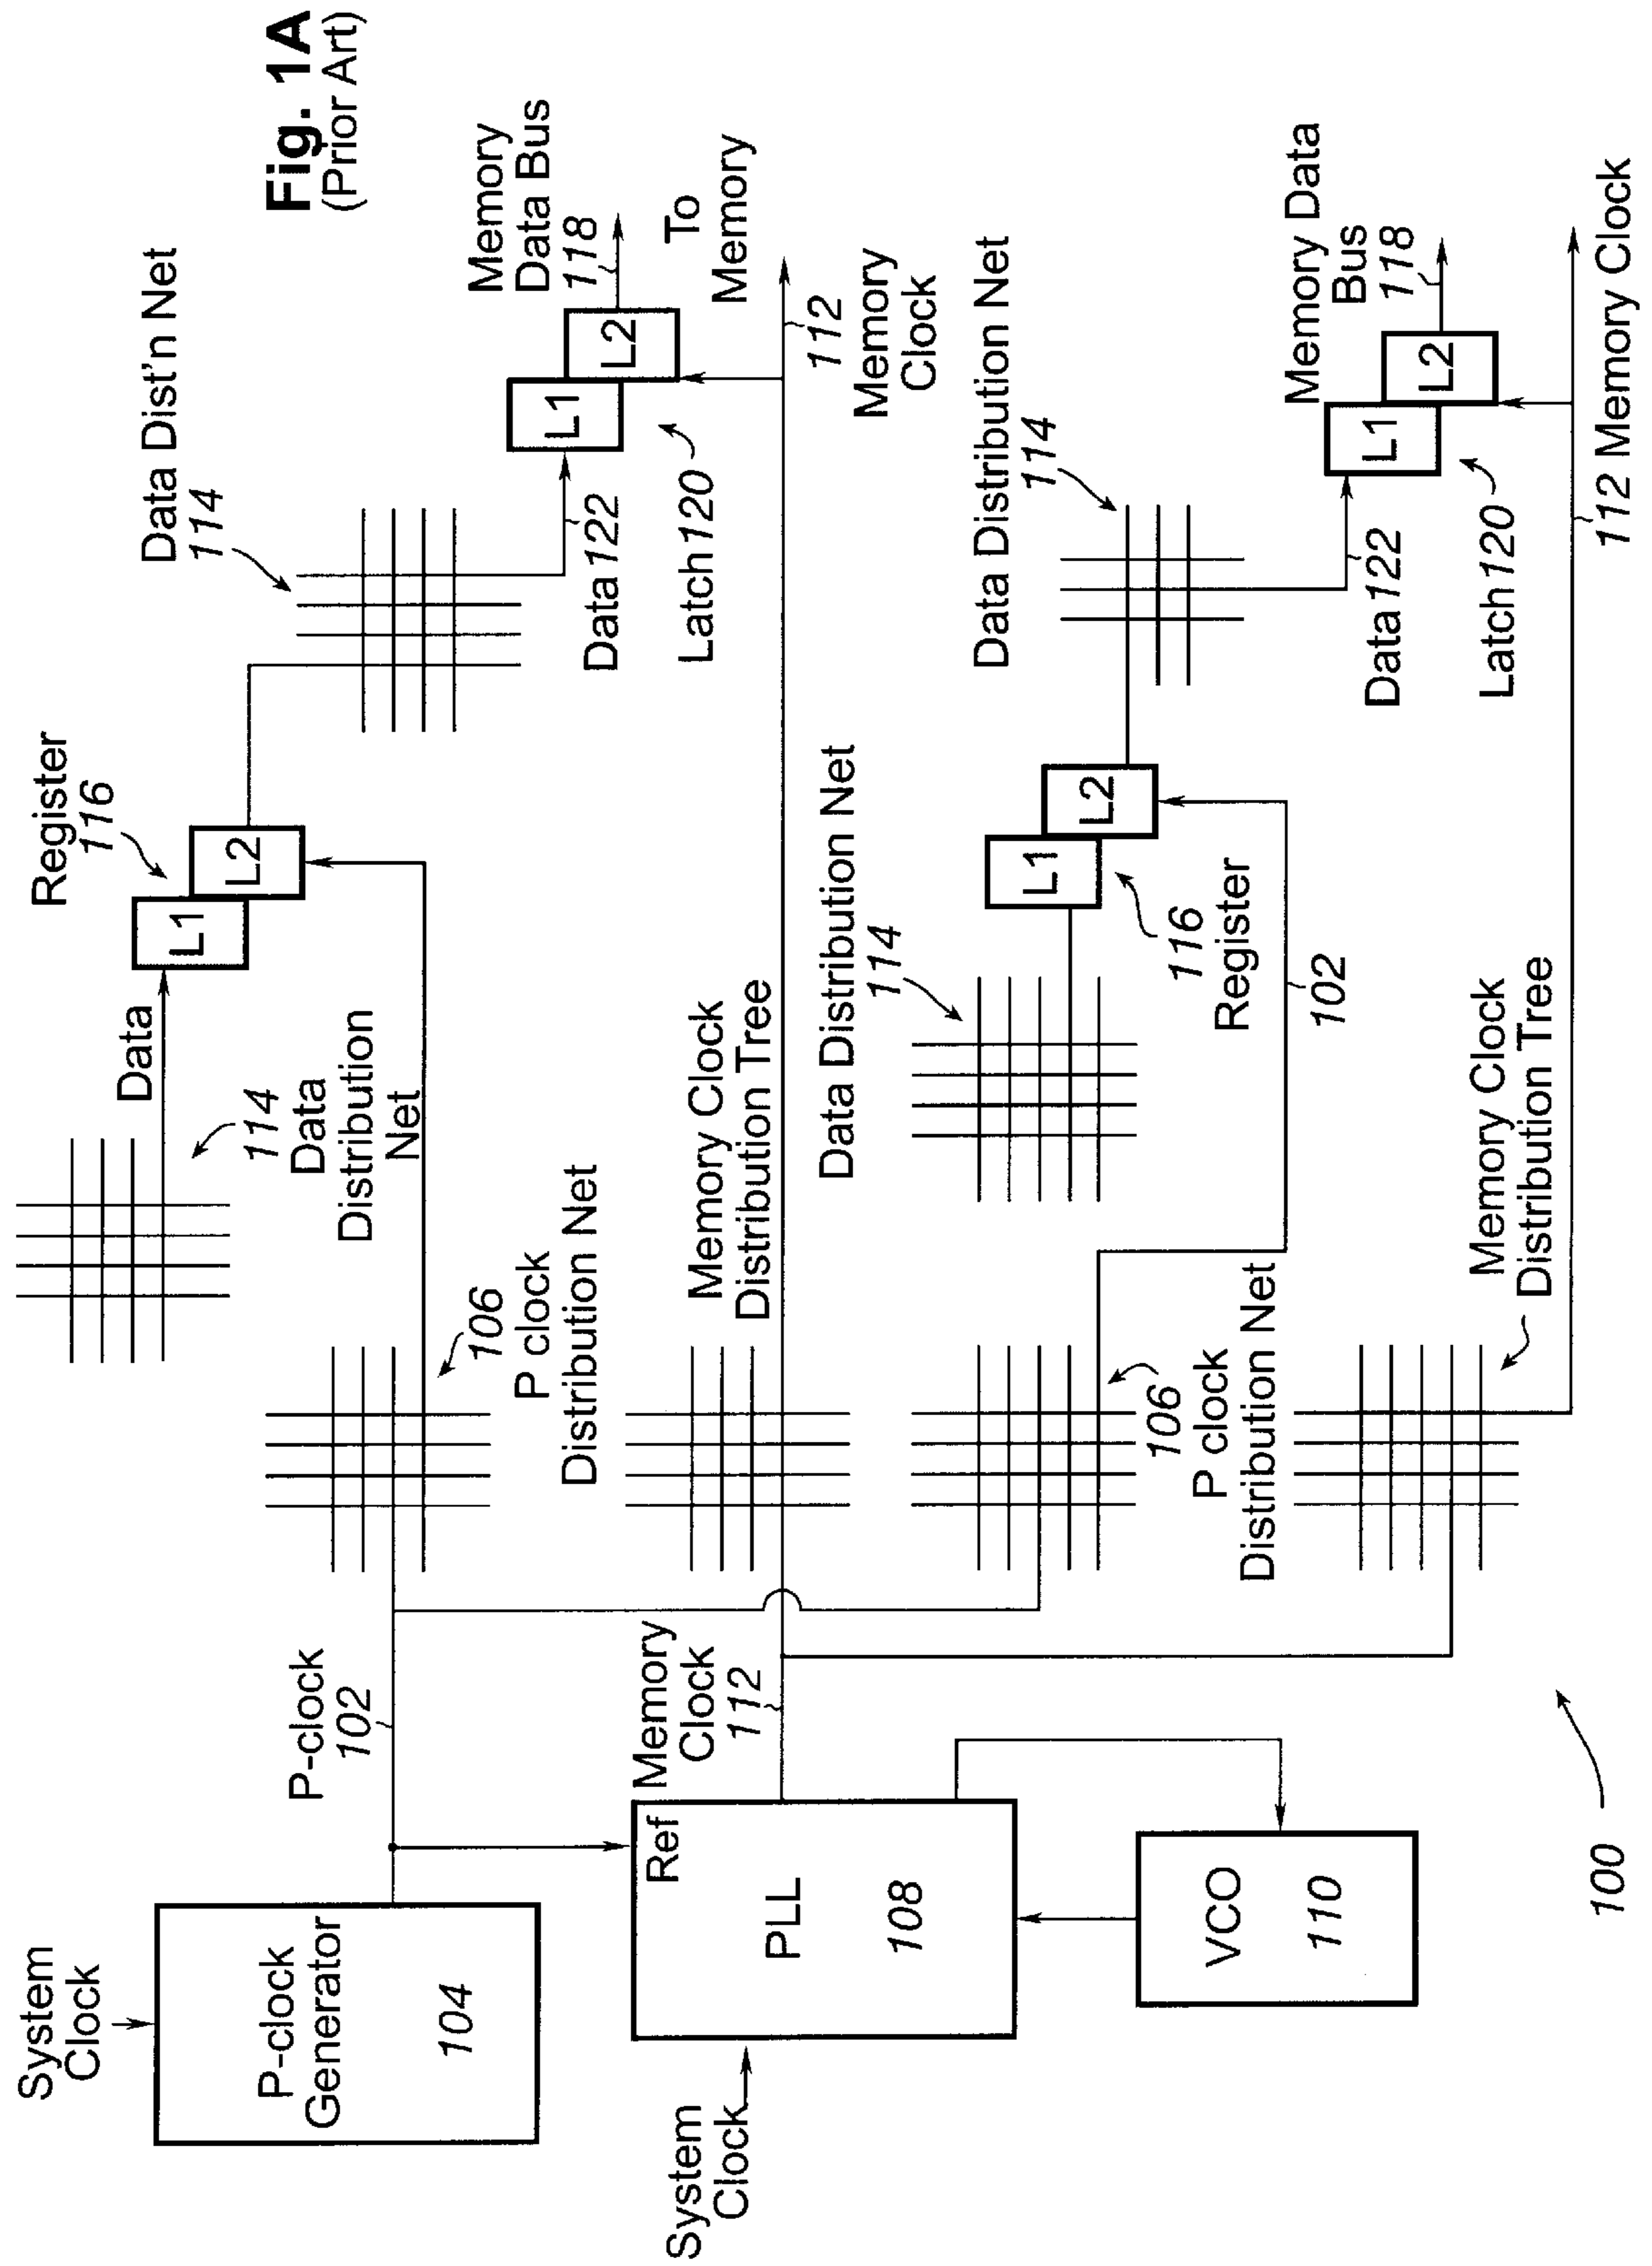 Fig. 1A
(Prior Art)
System
Clock
P-clock
Generator
104
P-clock
102
Data
114
Data
Distribution
Net
Register
116
L1
L2
Data Dist'n Net
114
106
P clock
Distribution Net
Data 122
L1
L2
Latch 120
Memory
Data Bus
118
To
Memory
System
Clock
Ref
PLL
108
Memory
Clock
112
Memory Clock
Distribution Tree
112
Memory
Clock
VCO
110
Data Distribution Net
114
L1
L2
116
Register
102
106
P clock
Distribution Net
Data Distribution Net
114
Data 122
L1
L2
Latch 120
Memory Data
Bus
118
Memory Clock
Distribution Tree
112 Memory Clock
100